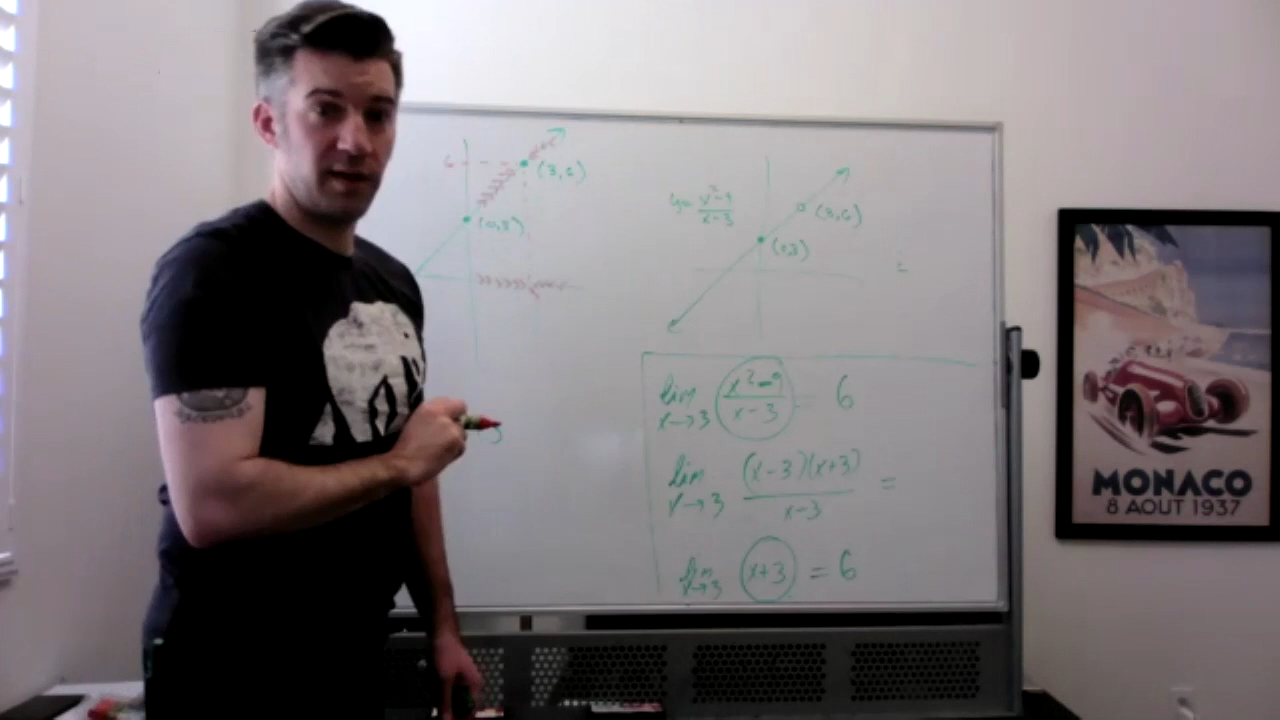 6
(3,6)
(0,3)
y= x²-9
x-3
(3,6)
(0,3)
=
lim x→3 x²-9 = 6
x-3
lim x→3 (x-3)(x+3) =
x-3
lim x→3 x+3 = 6
MONACO
8 AOUT 1937